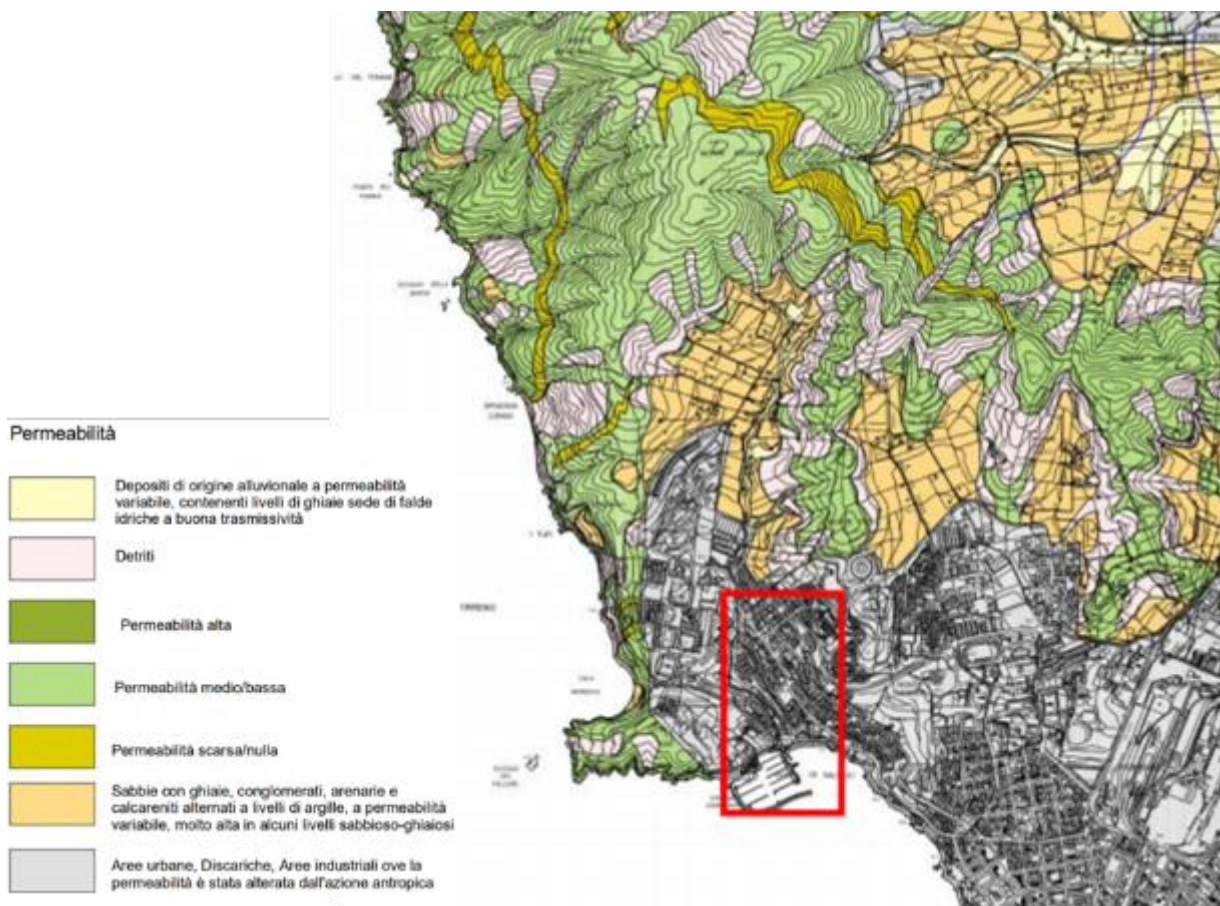 Permeabilità
Depositi di origine alluvionale a permeabilità
variabile, contenenti livelli di ghiaie sede di falde
idriche a buona trasmissività
Detriti
Permeabilità alta
Permeabilità medio/bassa
Permeabilità scarsa/nulla
Sabbie con ghiaie, conglomerati, arenarie e
calcareniti alternati a livelli di argille, a permeabilità
variabile, molto alta in alcuni livelli sabbioso-ghiaiosi
Aree urbane, Discariche, Aree industriali ove la
permeabilità è stata alterata dall'azione antropica